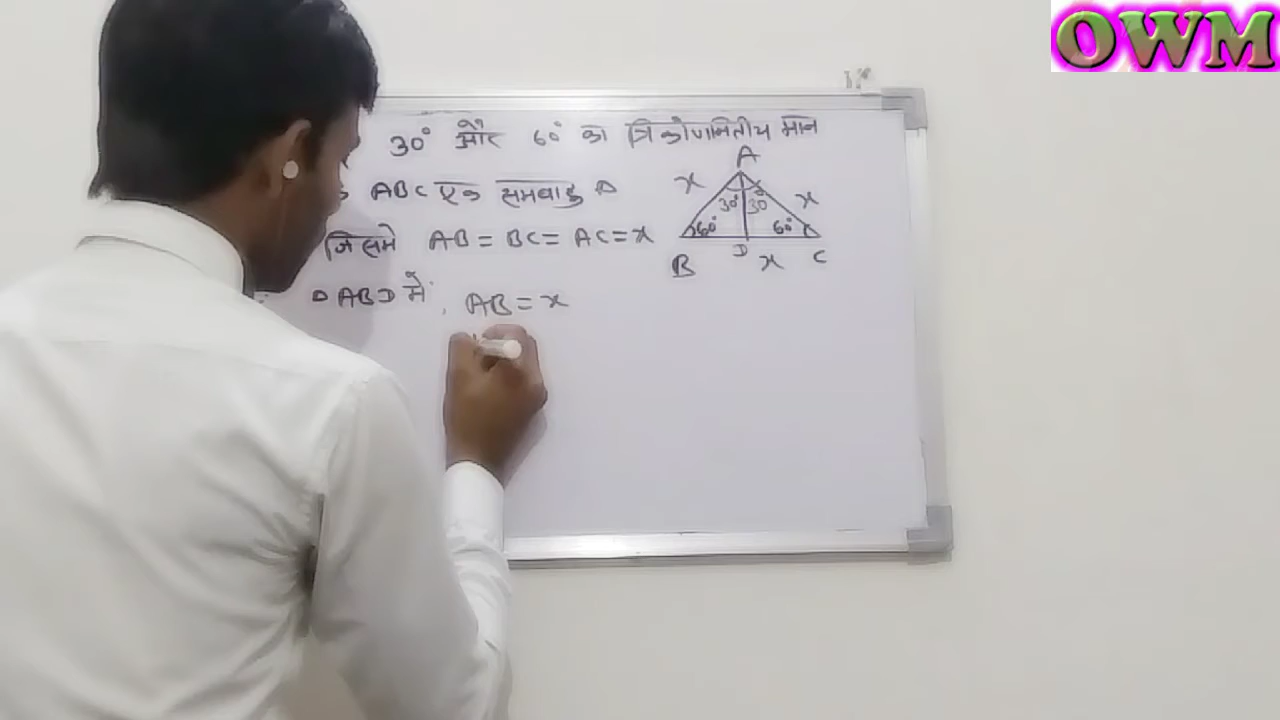 OWM
30° और 60° का त्रिकोणमितीय मान
ABC एक समबाहु Δ
जिसमे AB = BC = AC = x
Δ ABD में, AB = x
A
x
x
30° 30
60° 60°
B D x C